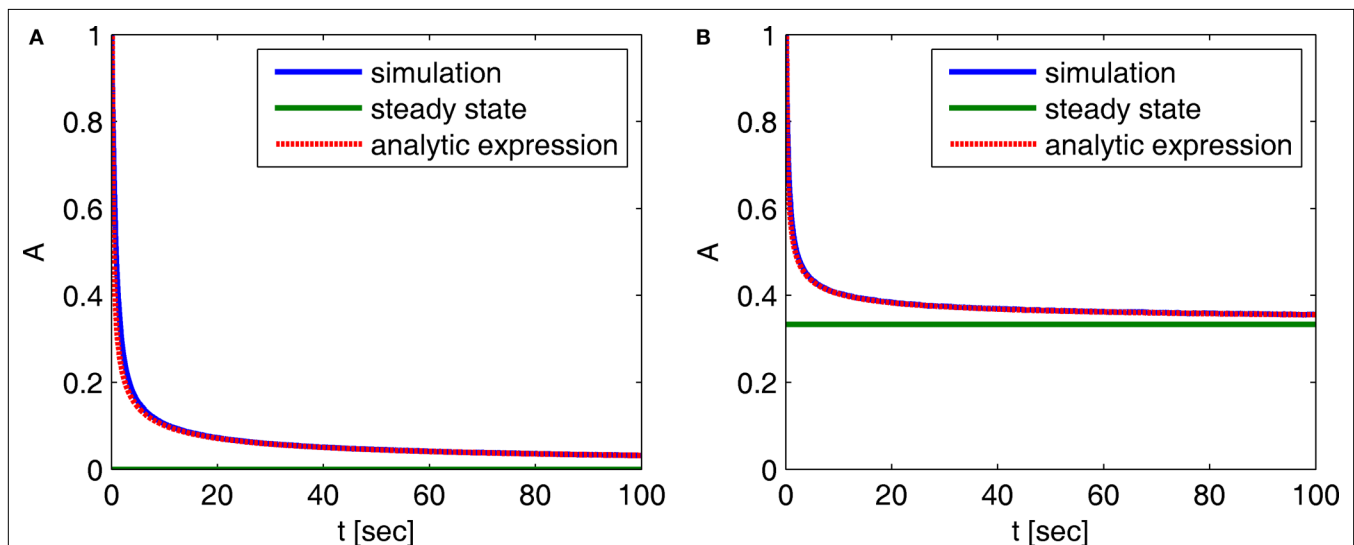 A
1
0.8
0.6
0.4
0.2
0
A
0
20
40
60
80
100
t [sec]
simulation
steady state
analytic expression
B
1
0.8
0.6
0.4
0.2
0
A
0
20
40
60
80
100
t [sec]
simulation
steady state
analytic expression